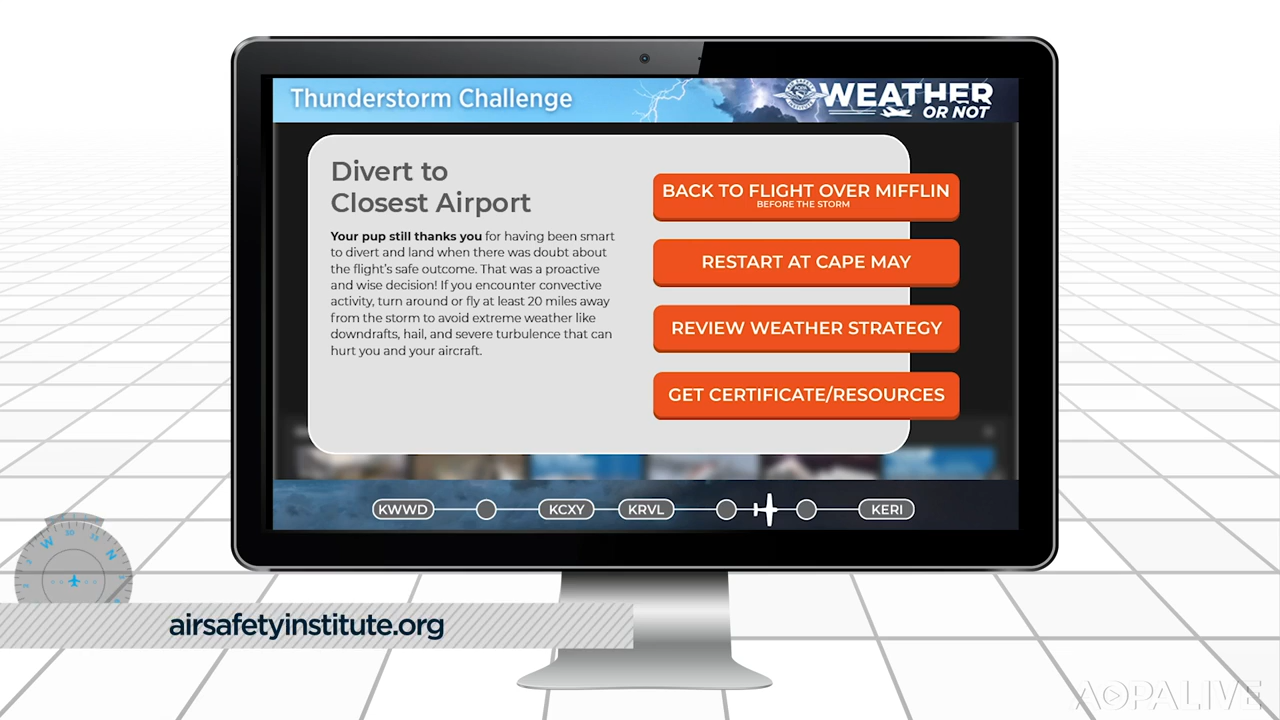 Thunderstorm Challenge
WEATHER
OR NOT
Divert to
Closest Airport
Your pup still thanks you for having been smart
to divert and land when there was doubt about
the flight's safe outcome. That was a proactive
and wise decision! If you encounter convective
activity, turn around or fly at least 20 miles away
from the storm to avoid extreme weather like
downdrafts, hail, and severe turbulence that can
hurt you and your aircraft.
BACK TO FLIGHT OVER MIFFLIN
BEFORE THE STORM
RESTART AT CAPE MAY
REVIEW WEATHER STRATEGY
GET CERTIFICATE/RESOURCES
KWWD KCXY KRVL KERI
W 30 33 N
airsafetyinstitute.org
AOPA LIVE